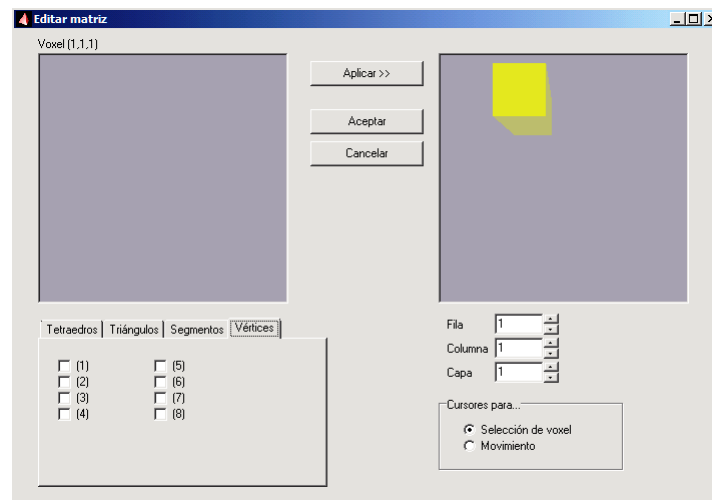 Editar matriz
Voxel (1,1,1)
Aplicar >>
Aceptar
Cancelar
Tetraedros Triángulos Segmentos Vértices
(1) (5)
(2) (6)
(3) (7)
(4) (8)
Fila 1
Columna 1
Capa 1
Cursores para...
Selección de voxel
Movimiento